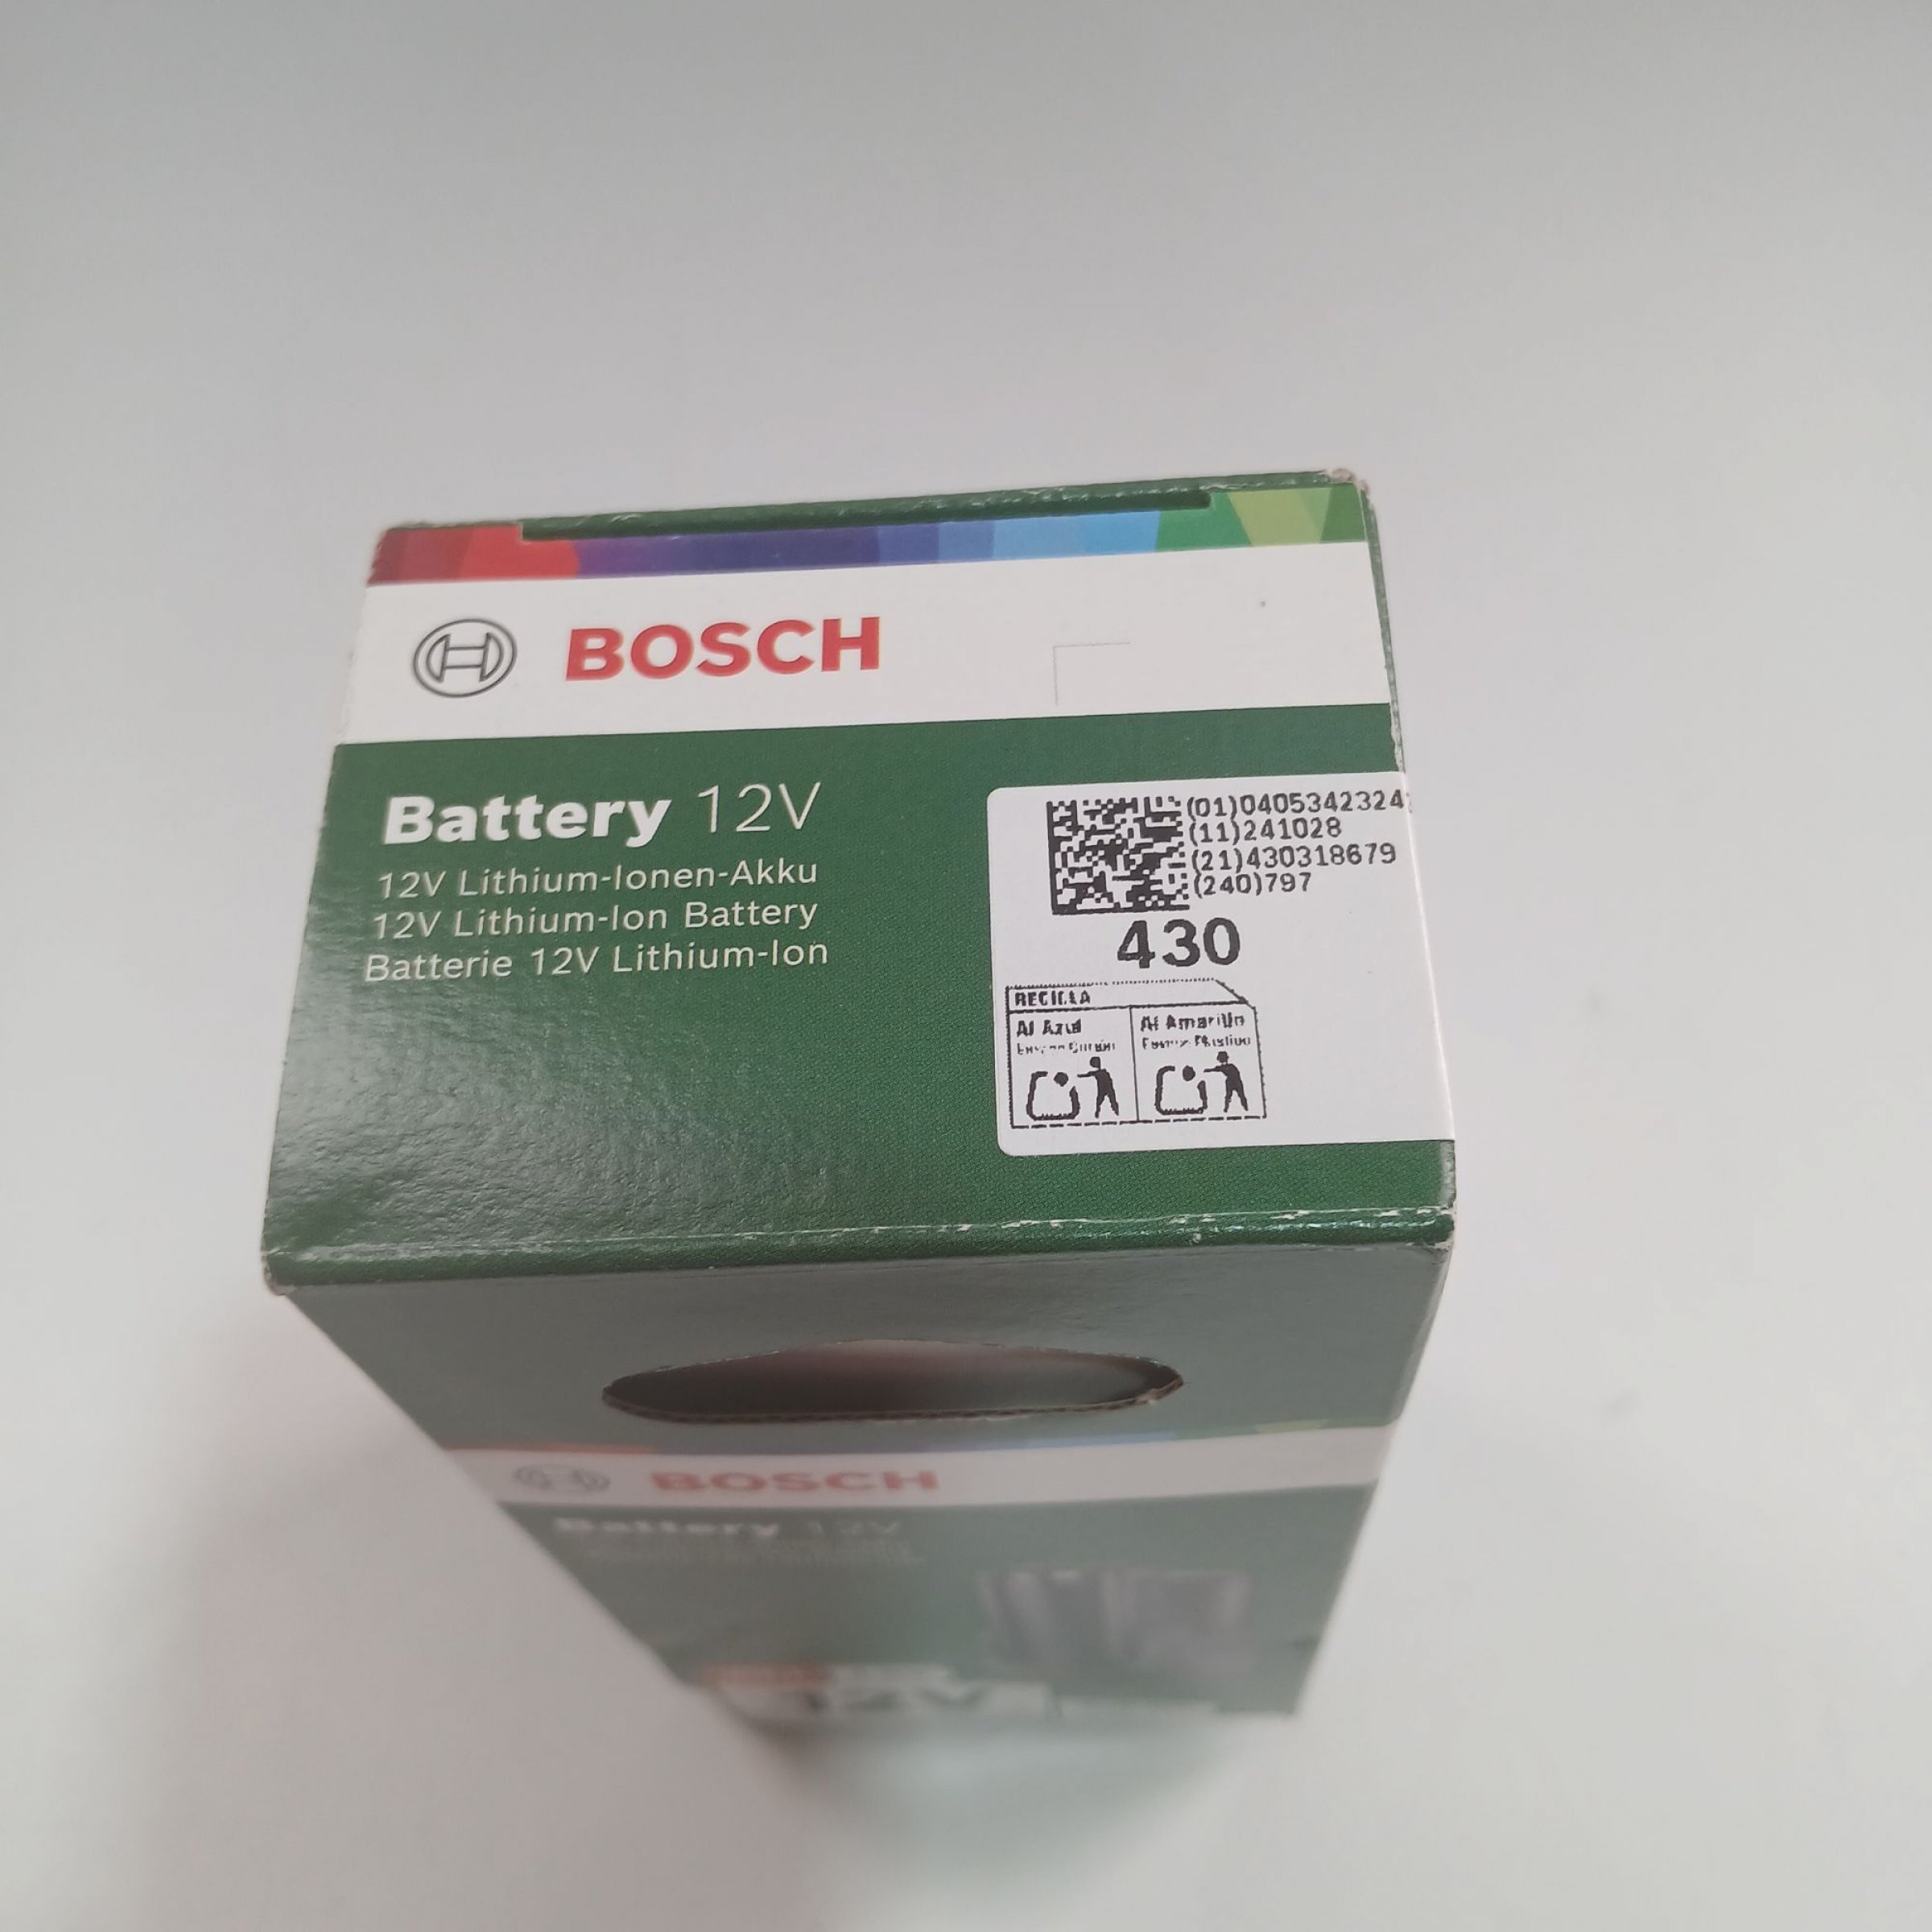 BOSCH
Battery 12V
12V Lithium-Ionen-Akku
12V Lithium-Ion Battery
Batterie 12V Lithium-Ion
(01)0405342324
(11)241028
(21)430318679
(240)797
430
RECICLA
Al Azul
Al Amarillo
BOSCH
Battery 12V
12V